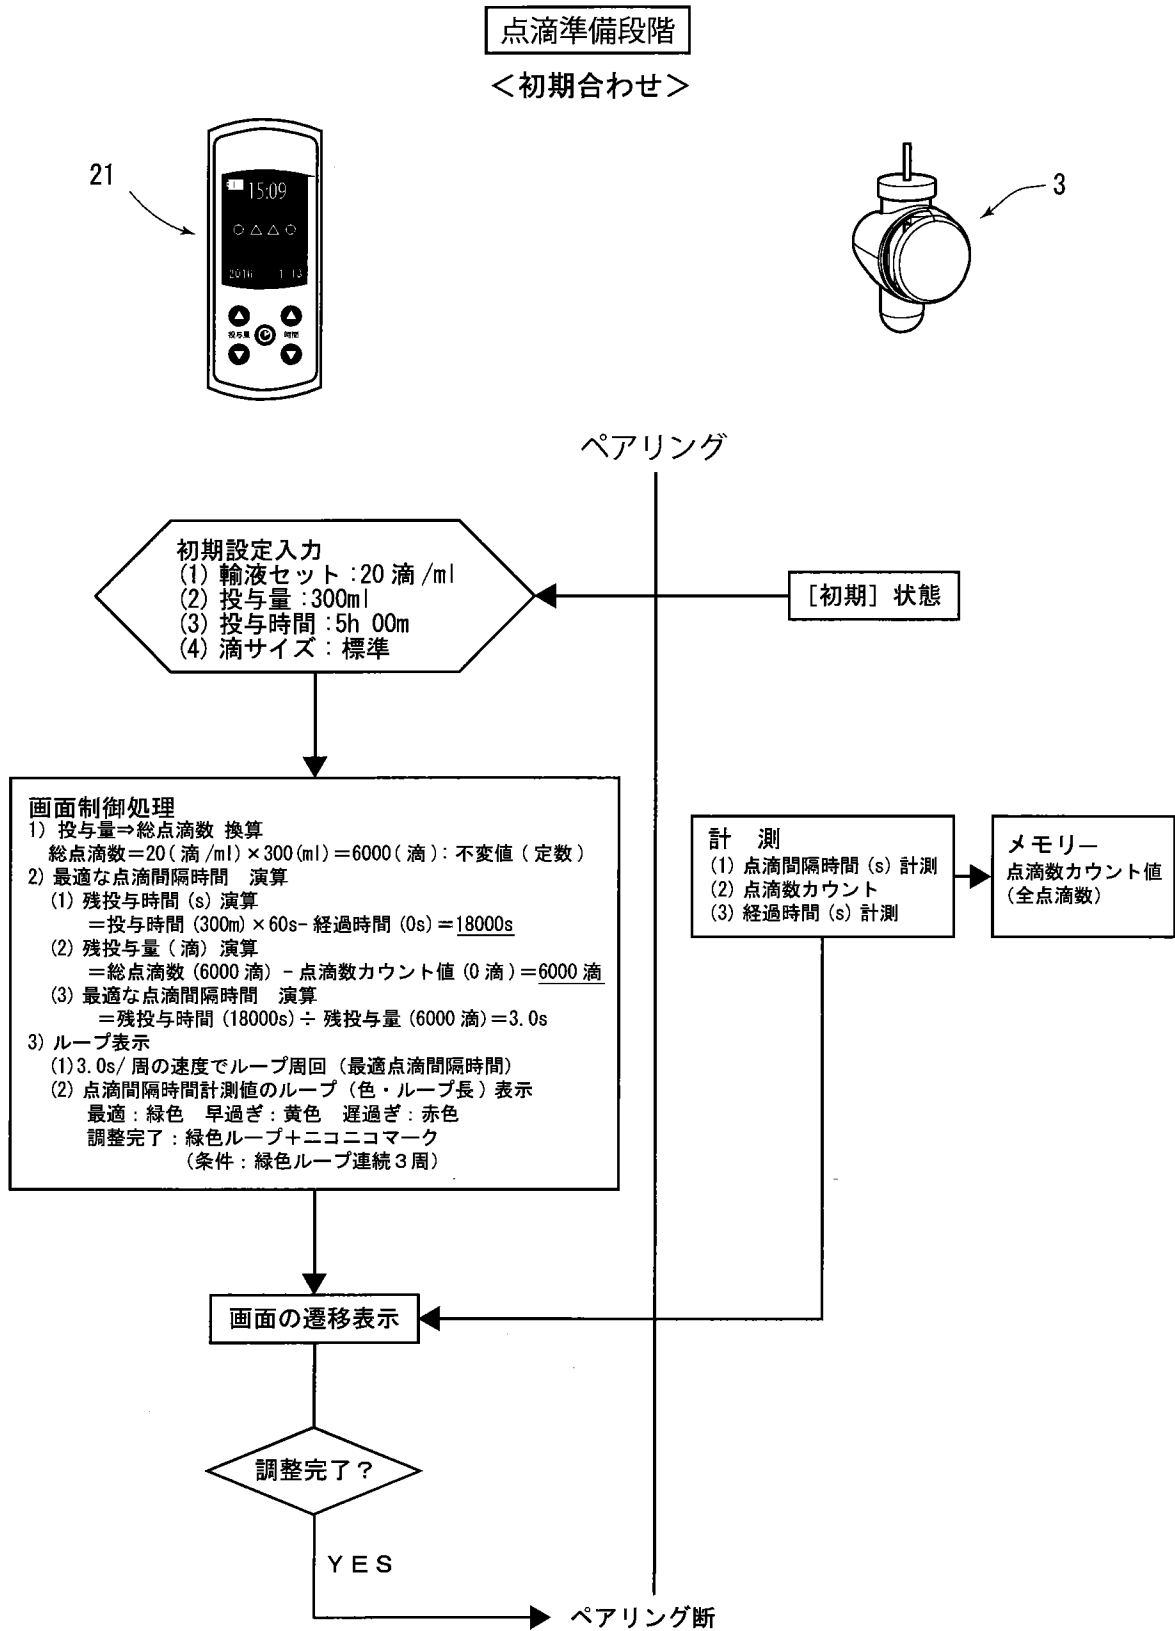 点滴準備段階
＜初期合わせ＞
21
15:09
○△△○
2016 1 13
投与量
時間
3
ペアリング
初期設定入力
(1) 輸液セット：20 滴/ml
(2) 投与量：300ml
(3) 投与時間：5h 00m
(4) 滴サイズ：標準
［初期］状態
画面制御処理
1) 投与量⇒総点滴数 換算
総点滴数＝20(滴/ml)×300(ml)＝6000(滴)：不変値(定数)
2) 最適な点滴間隔時間　演算
(1) 残投与時間(s) 演算
＝投与時間(300m)×60s-経過時間(0s)＝18000s
(2) 残投与量(滴) 演算
＝総点滴数(6000滴) - 点滴数カウント値(0滴)＝6000滴
(3) 最適な点滴間隔時間　演算
＝残投与時間(18000s)÷ 残投与量(6000滴)＝3.0s
3) ループ表示
(1)3.0s/周の速度でループ周回（最適点滴間隔時間）
(2) 点滴間隔時間計測値のループ（色・ループ長）表示
最適：緑色　早過ぎ：黄色　遅過ぎ：赤色
調整完了：緑色ループ＋ニコニコマーク
（条件：緑色ループ連続３周）
計　測
(1) 点滴間隔時間(s)計測
(2) 点滴数カウント
(3) 経過時間(s)計測
メモリー
点滴数カウント値
(全点滴数)
画面の遷移表示
調整完了？
ＹＥＳ
ペアリング断